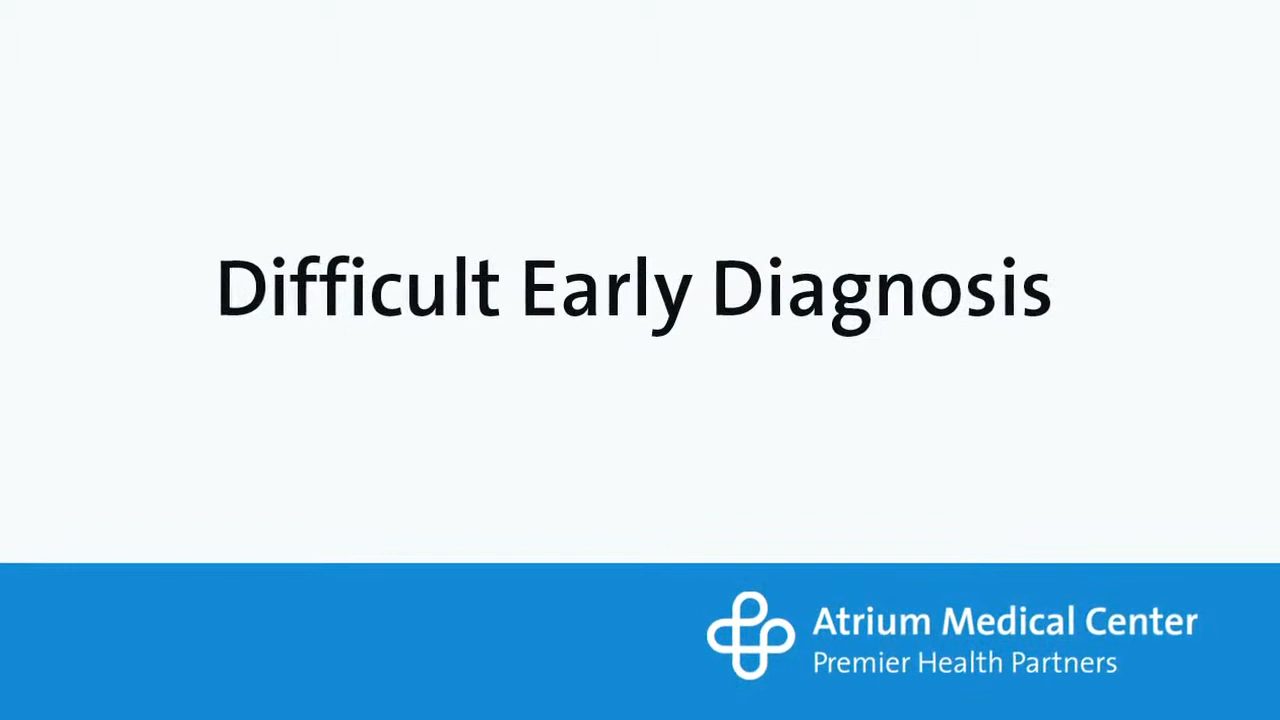 Difficult Early Diagnosis
Atrium Medical Center
Premier Health Partners